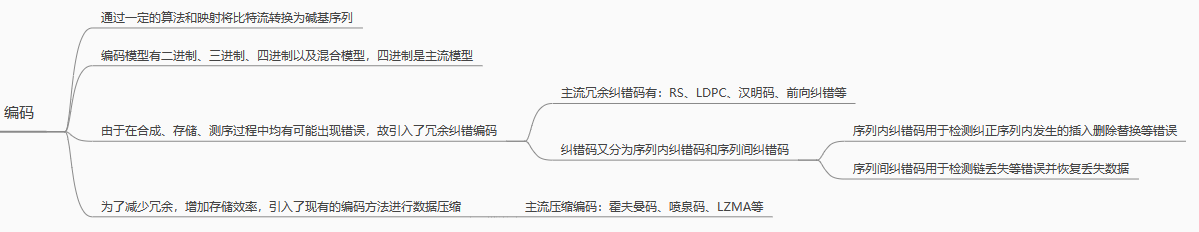 编码
通过一定的算法和映射将比特流转换为碱基序列
编码模型有二进制、三进制、四进制以及混合模型，四进制是主流模型
由于在合成、存储、测序过程中均有可能出现错误，故引入了冗余纠错编码
主流冗余纠错码有：RS、LDPC、汉明码、前向纠错等
纠错码又分为序列内纠错码和序列间纠错码
序列内纠错码用于检测纠正序列内发生的插入删除替换等错误
序列间纠错码用于检测链丢失等错误并恢复丢失数据
为了减少冗余，增加存储效率，引入了现有的编码方法进行数据压缩
主流压缩编码：霍夫曼码、喷泉码、LZMA等